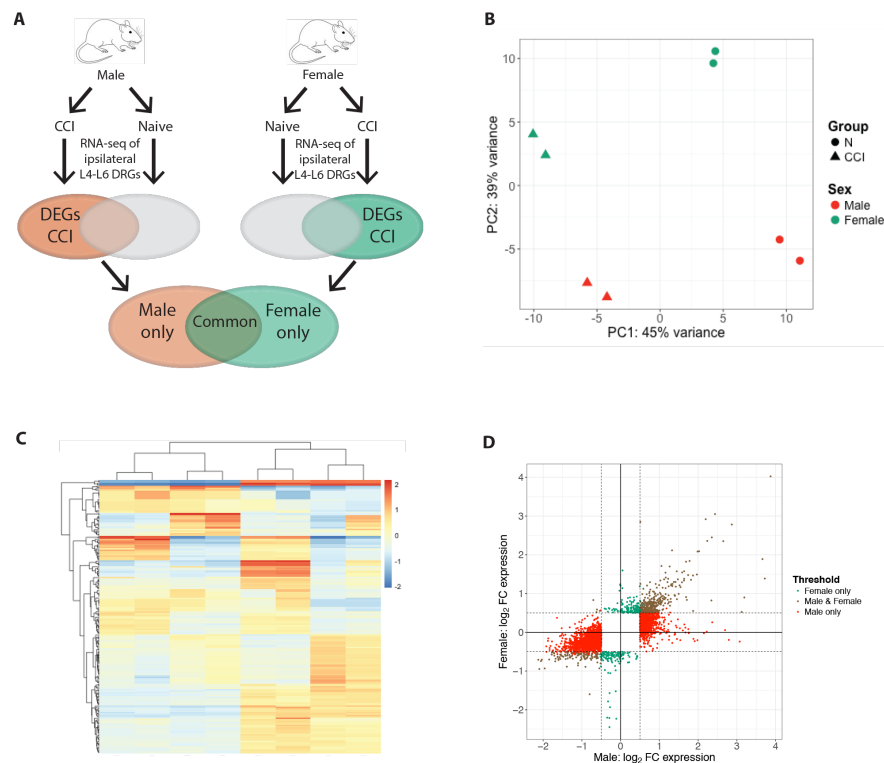 A
Male
Female
CCI
Naive
Naive
CCI
RNA-seq of
ipsilateral
L4-L6 DRGs
RNA-seq of
ipsilateral
L4-L6 DRGs
DEGs
CCI
DEGs
CCI
Male
only
Common
Female
only
B
10
5
0
-5
-10
-5
0
5
10
PC2: 39% variance
PC1: 45% variance
Group
N
CCI
Sex
Male
Female
C
2
1
0
-1
-2
D
4
3
2
1
0
−1
−2
−2
−1
0
1
2
3
4
Female: log2 FC expression
Male: log2 FC expression
Threshold
Female only
Male & Female
Male only